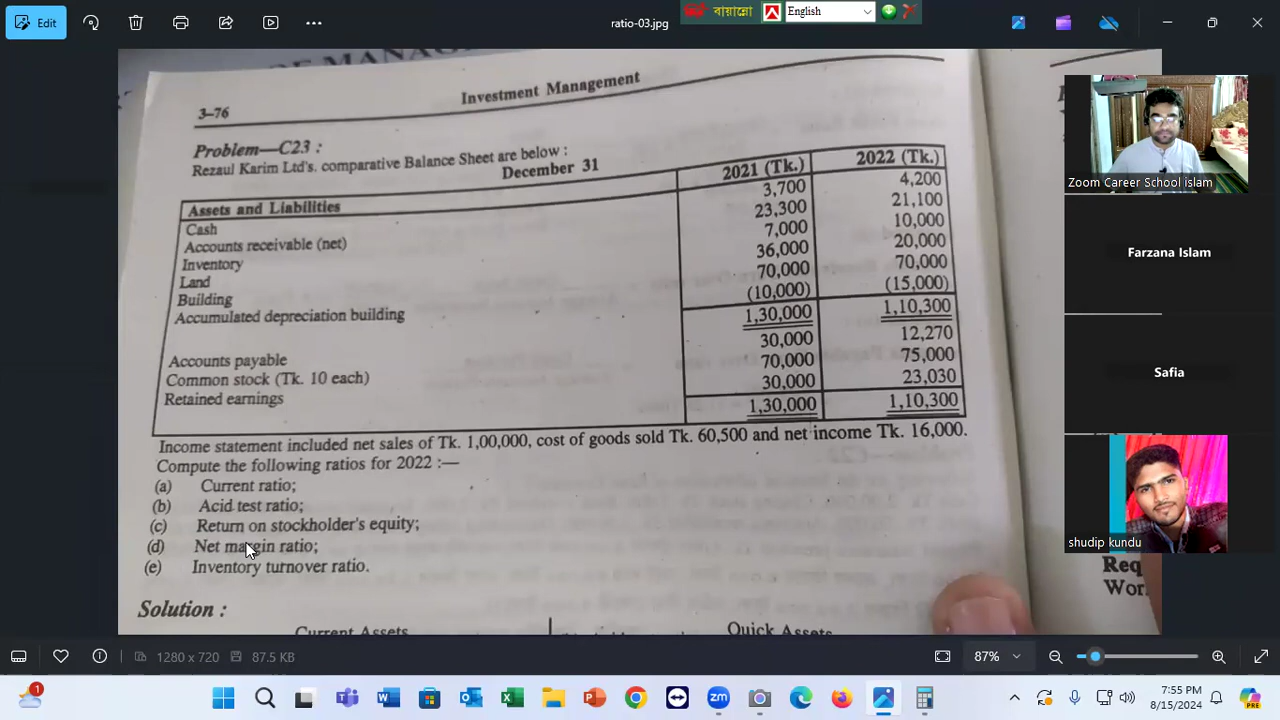 Edit
ratio-03.jpg
বায়ান্নো
English
3–76
Investment Management
Problem—C23 :
Rezaul Karim Ltd's. comparative Balance Sheet are below :
December 31
Assets and Liabilities 2021 (Tk.) 2022 (Tk.)
Cash 3,700 4,200
Accounts receivable (net) 23,300 21,100
Inventory 7,000 10,000
Land 36,000 20,000
Building 70,000 70,000
Accumulated depreciation building (10,000) (15,000)
1,30,000 1,10,300
Accounts payable 30,000 12,270
Common stock (Tk. 10 each) 70,000 75,000
Retained earnings 30,000 23,030
1,30,000 1,10,300
Income statement included net sales of Tk. 1,00,000, cost of goods sold Tk. 60,500 and net income Tk. 16,000.
Compute the following ratios for 2022 :—
(a) Current ratio;
(b) Acid test ratio;
(c) Return on stockholder's equity;
(d) Net margin ratio;
(e) Inventory turnover ratio.
Solution :
Current Assets
Quick Assets
Req
Wor
Zoom Career School islam
Farzana Islam
Safia
shudip kundu
1280 x 720
87.5 KB
87%
7:55 PM
8/15/2024